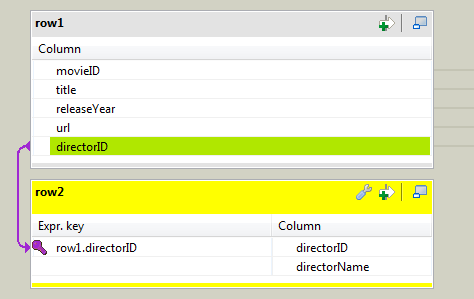 row1
Column
movieID
title
releaseYear
url
directorID
row2
Expr. key Column
row1.directorID directorID
directorName